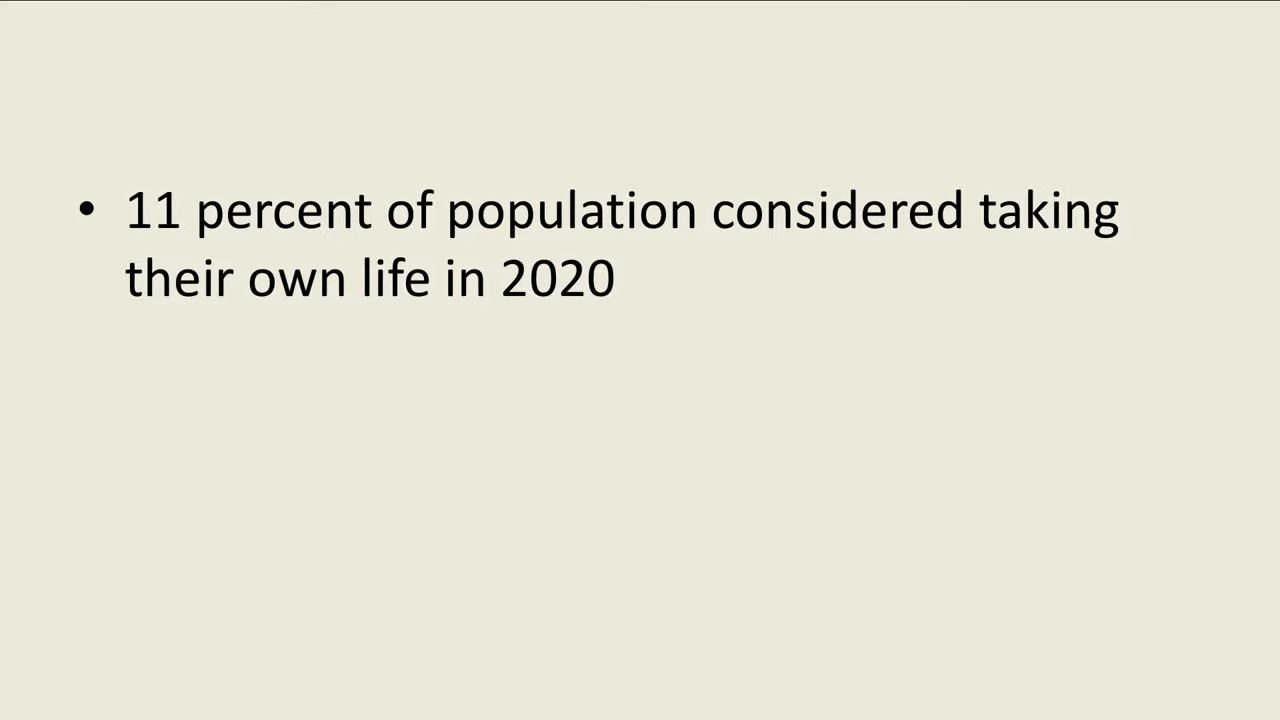 • 11 percent of population considered taking
their own life in 2020